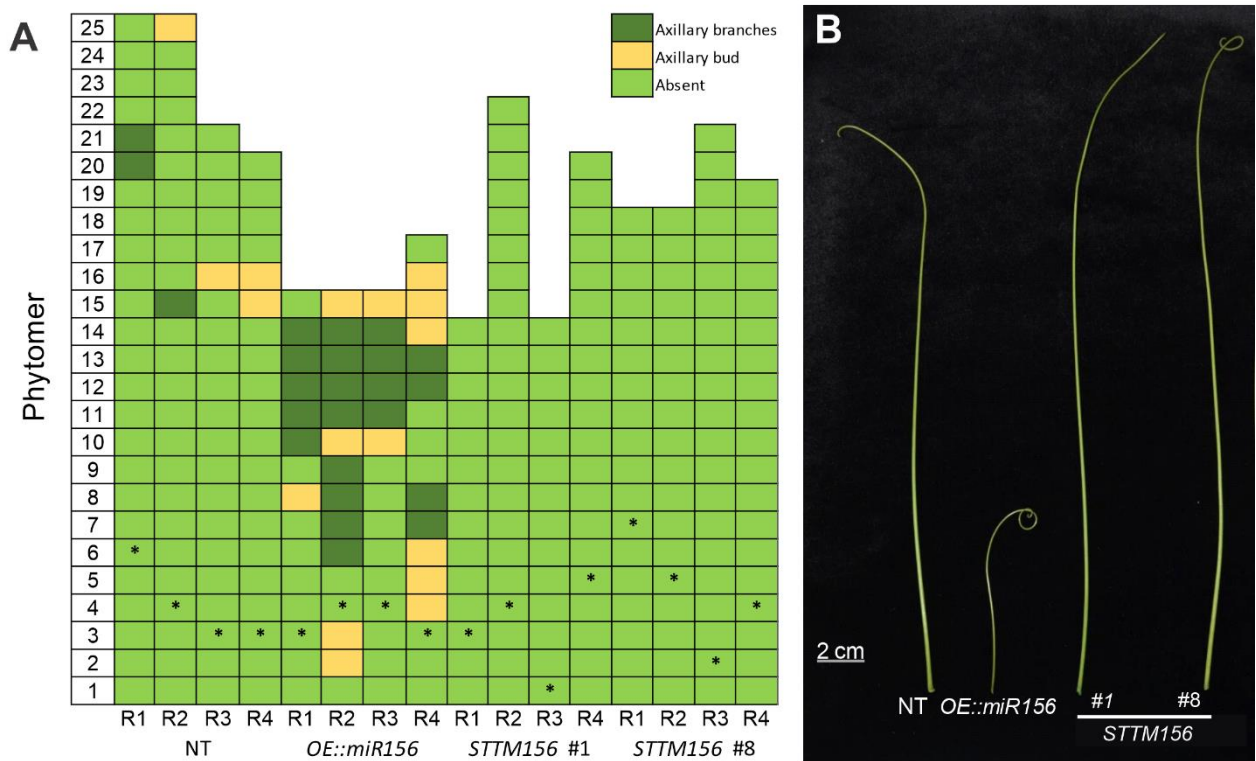 A
Axillary branches
Axillary bud
Absent
Phytomer
25
24
23
22
21
20
19
18
17
16
15
14
13
12
11
10
9
8
7
*
6
*
5
* *
4
* * * * *
3
* * * * *
2
*
1
*
R1 R2 R3 R4 R1 R2 R3 R4 R1 R2 R3 R4 R1 R2 R3 R4
NT OE::miR156 STTM156 #1 STTM156 #8
B
2 cm
NT OE::miR156 #1 #8
STTM156